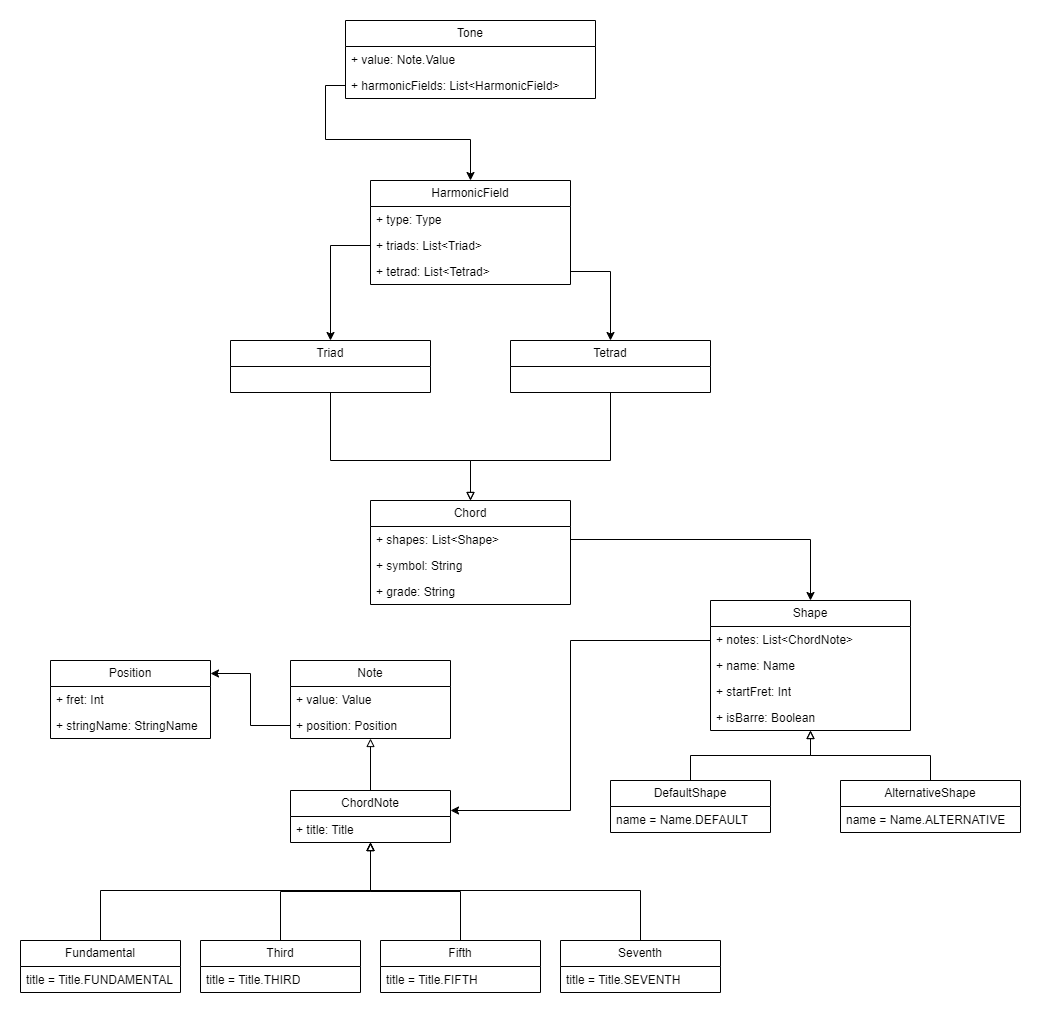 Tone
+ value: Note.Value
+ harmonicFields: List<HarmonicField>
HarmonicField
+ type: Type
+ triads: List<Triad>
+ tetrad: List<Tetrad>
Triad
Tetrad
Chord
+ shapes: List<Shape>
+ symbol: String
+ grade: String
Shape
+ notes: List<ChordNote>
+ name: Name
+ startFret: Int
+ isBarre: Boolean
Position
+ fret: Int
+ stringName: StringName
Note
+ value: Value
+ position: Position
ChordNote
+ title: Title
DefaultShape
name = Name.DEFAULT
AlternativeShape
name = Name.ALTERNATIVE
Fundamental
title = Title.FUNDAMENTAL
Third
title = Title.THIRD
Fifth
title = Title.FIFTH
Seventh
title = Title.SEVENTH